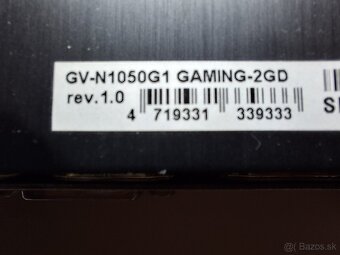 GV-N1050G1 GAMING-2GD
rev.1.0
4 719331 339333
© Bazos.sk